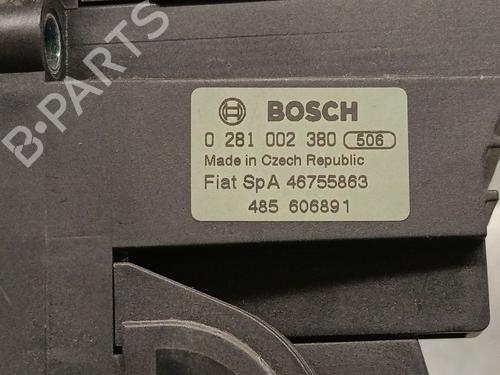 BOSCH
0 281 002 380 506
Made in Czech Republic
Fiat SpA 46755863
485 606891
B-PARTS